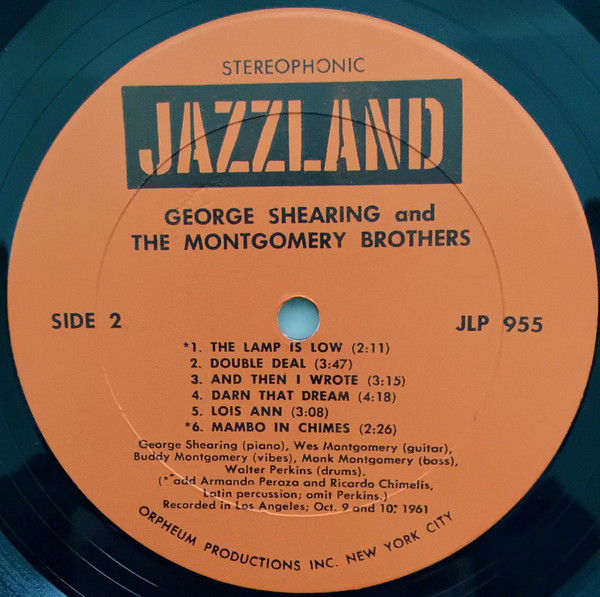 STEREOPHONIC
JAZZLAND
GEORGE SHEARING and
THE MONTGOMERY BROTHERS
SIDE 2
JLP 955
*1. THE LAMP IS LOW (2:11)
2. DOUBLE DEAL (3:47)
3. AND THEN I WROTE (3:15)
4. DARN THAT DREAM (4:18)
5. LOIS ANN (3:08)
*6. MAMBO IN CHIMES (2:26)
George Shearing (piano), Wes Montgomery (guitar),
Buddy Montgomery (vibes), Monk Montgomery (bass),
Walter Perkins (drums).
(*add Armando Peraza and Ricardo Chimelis,
Latin percussion; omit Perkins.)
Recorded in Los Angeles; Oct. 9 and 10, 1961
ORPHEUM PRODUCTIONS INC. NEW YORK CITY